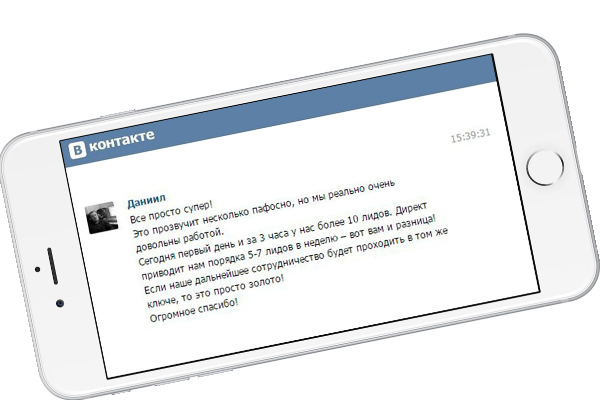 В контакте
15:39:31
Даниил
Все просто супер!
Это прозвучит несколько пафосно, но мы реально очень
довольны работой.
Сегодня первый день и за 3 часа у нас более 10 лидов. Директ
приводит нам порядка 5-7 лидов в неделю – вот вам и разница!
Если наше дальнейшее сотрудничество будет проходить в том же
ключе, то это просто золото!
Огромное спасибо!